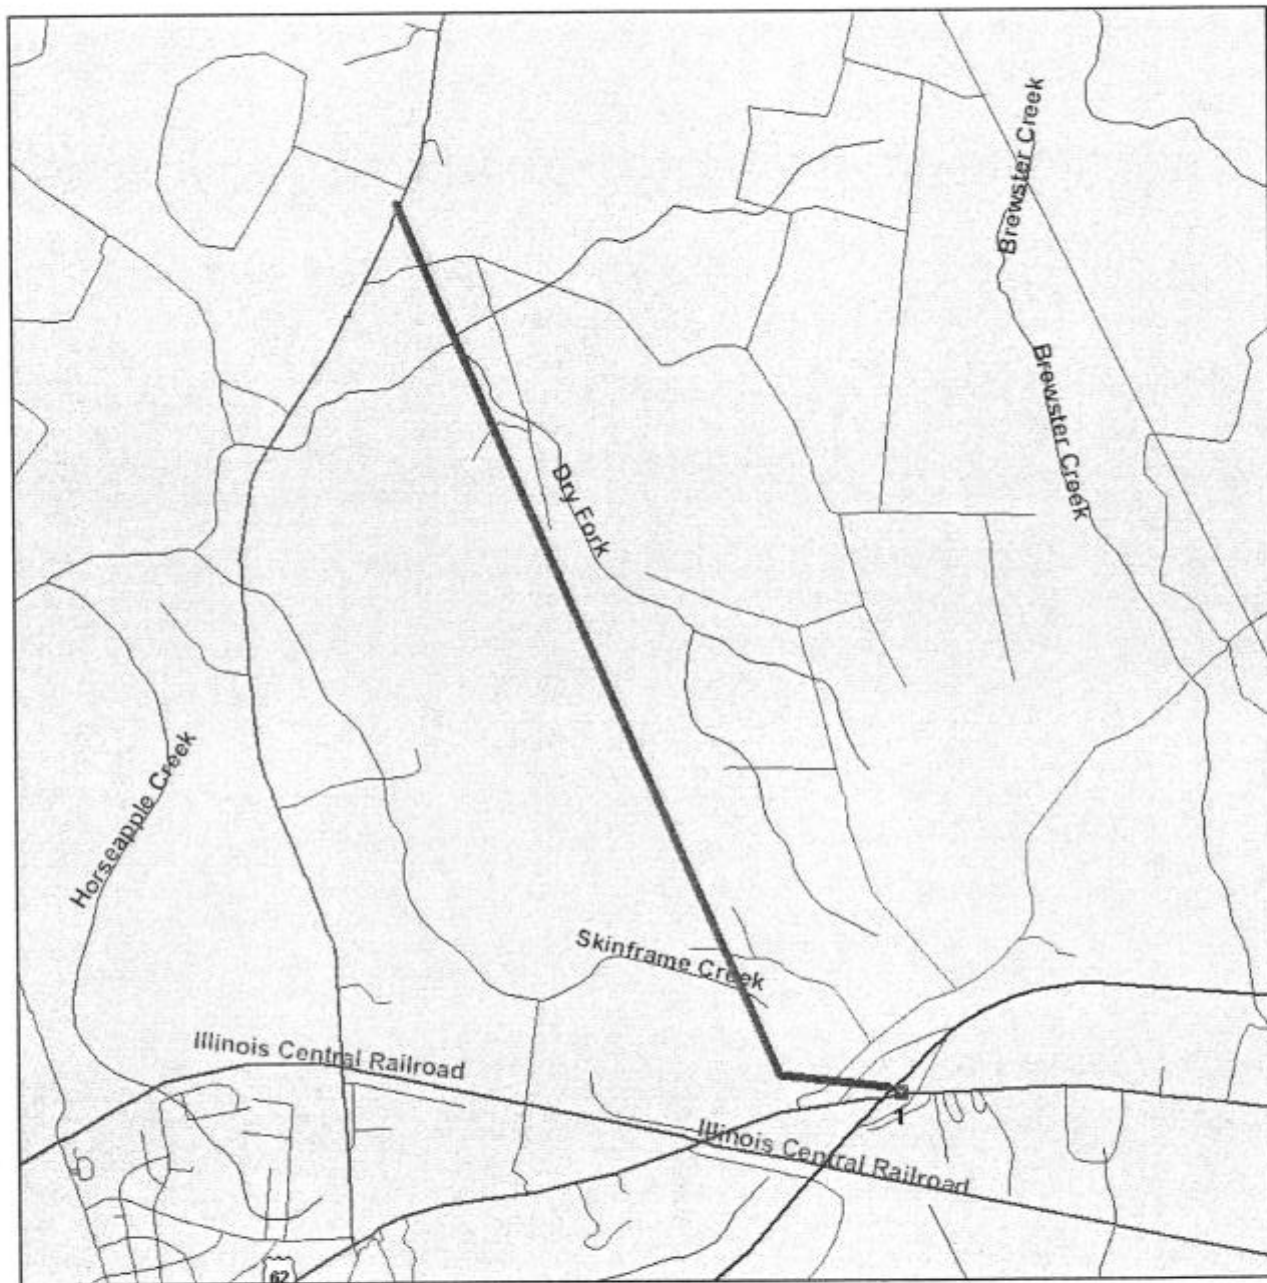 Brewster Creek
Brewster Creek
Dry Fork
Horseapple Creek
Skinframe Creek
Illinois Central Railroad
1
Illinois Central Railroad
62